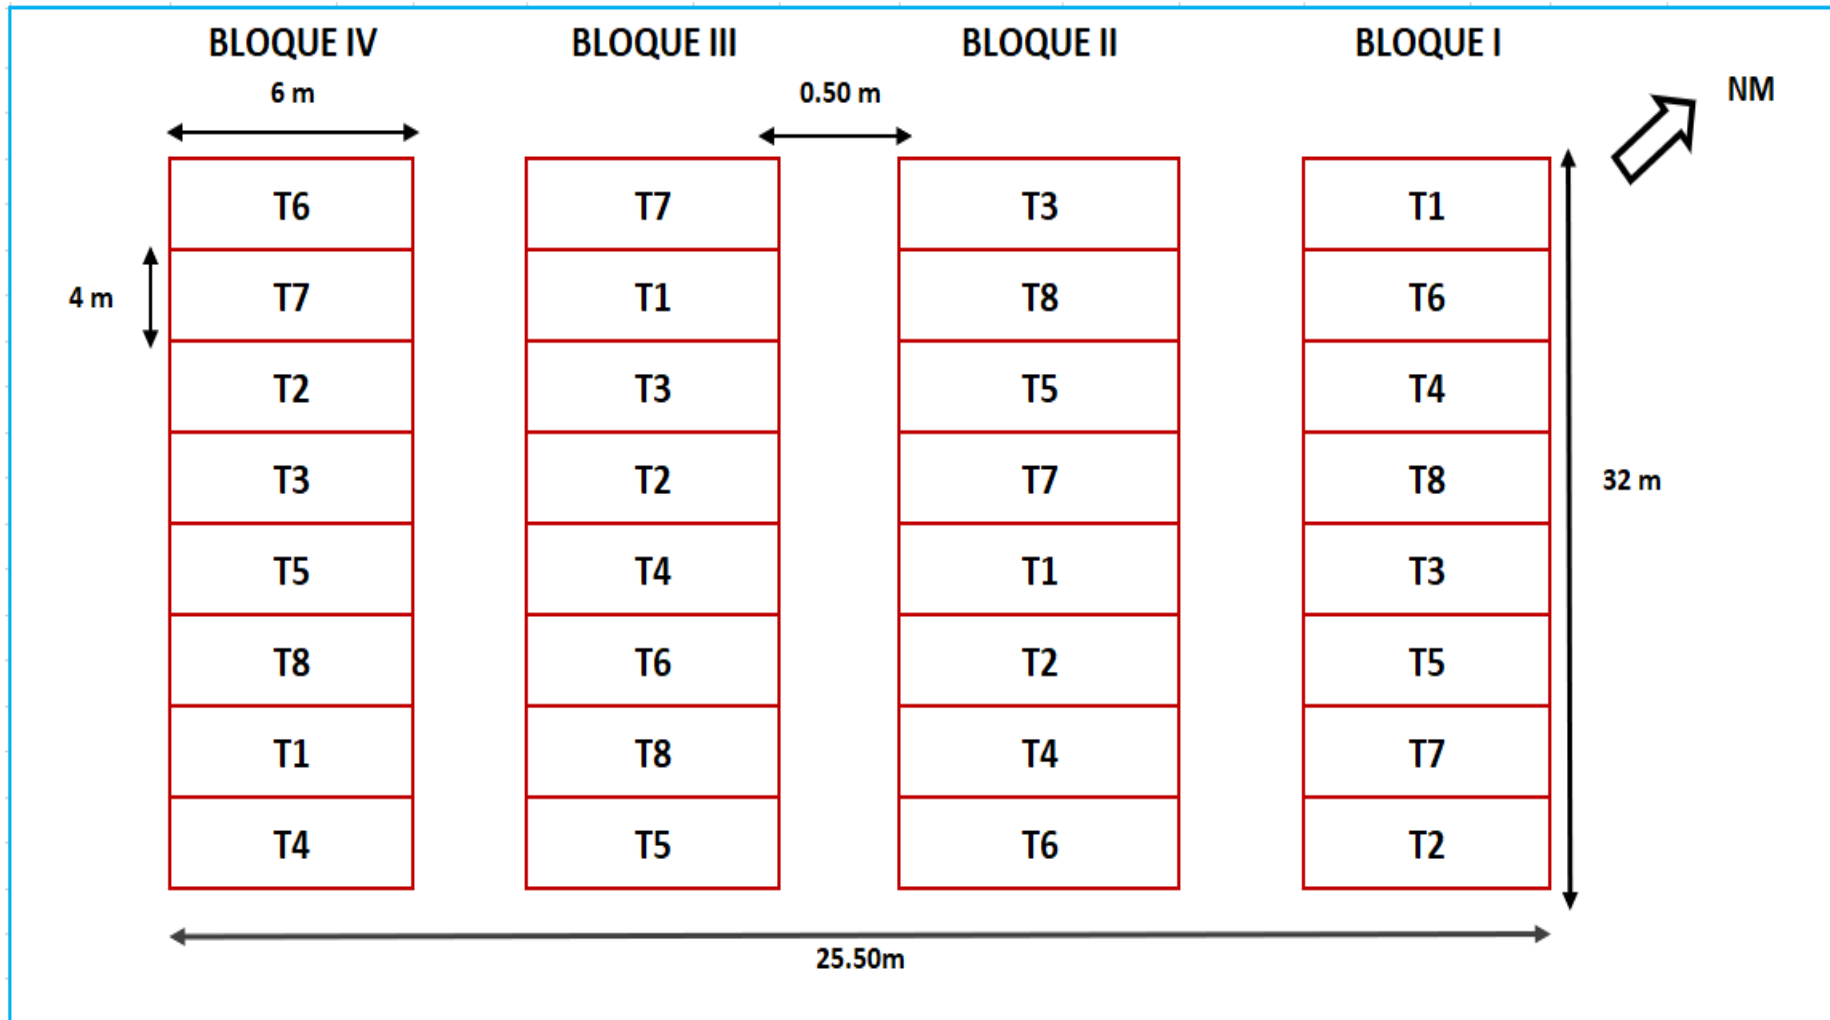 BLOQUE IV BLOQUE III BLOQUE II BLOQUE I
6 m 0.50 m NM
T6 T7 T3 T1
4 m T7 T1 T8 T6
T2 T3 T5 T4
T3 T2 T7 T8 32 m
T5 T4 T1 T3
T8 T6 T2 T5
T1 T8 T4 T7
T4 T5 T6 T2
25.50m